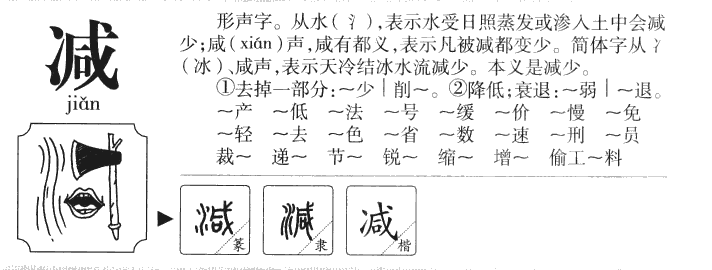 减
jiǎn
形声字。从水(氵),表示水受日照蒸发或渗入土中会减
少;咸(xián)声,咸有都义,表示凡被减都变少。简体字从冫
(冰)、咸声,表示天冷结冰水流减少。本义是减少。
①去掉一部分:～少|削～。②降低;衰退:～弱|～退。
～产 ～低 ～法 ～号 ～缓 ～价 ～慢 ～免
～轻 ～去 ～色 ～省 ～数 ～速 ～刑 ～员
裁～ 递～ 节～ 锐～ 缩～ 增～ 偷工～料
減 篆
減 隶
减 楷